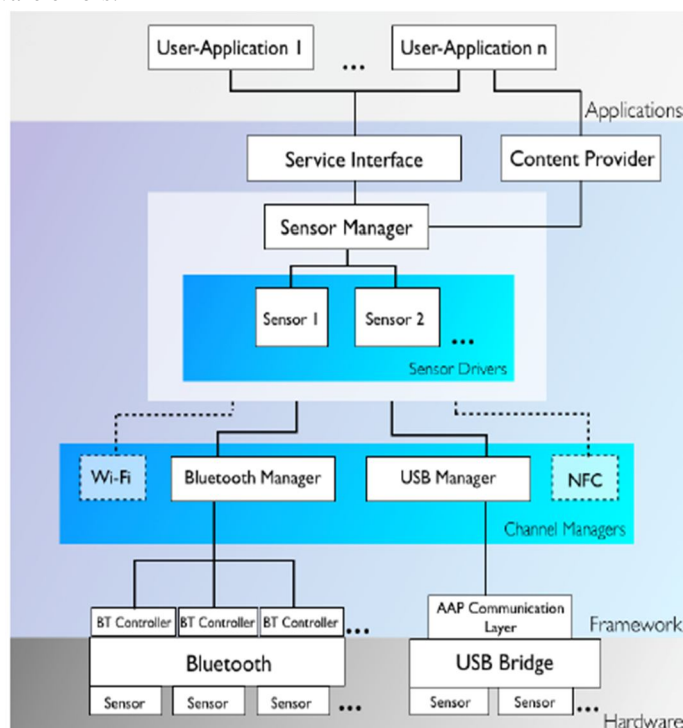 User-Application 1
...
User-Application n
Applications
Service Interface
Content Provider
Sensor Manager
Sensor 1
Sensor 2
...
Sensor Drivers
Wi-Fi
Bluetooth Manager
USB Manager
NFC
Channel Managers
BT Controller
BT Controller
BT Controller
...
AAP Communication
Layer
Framework
Bluetooth
USB Bridge
Sensor
Sensor
Sensor
...
Sensor
Sensor
...
Hardware